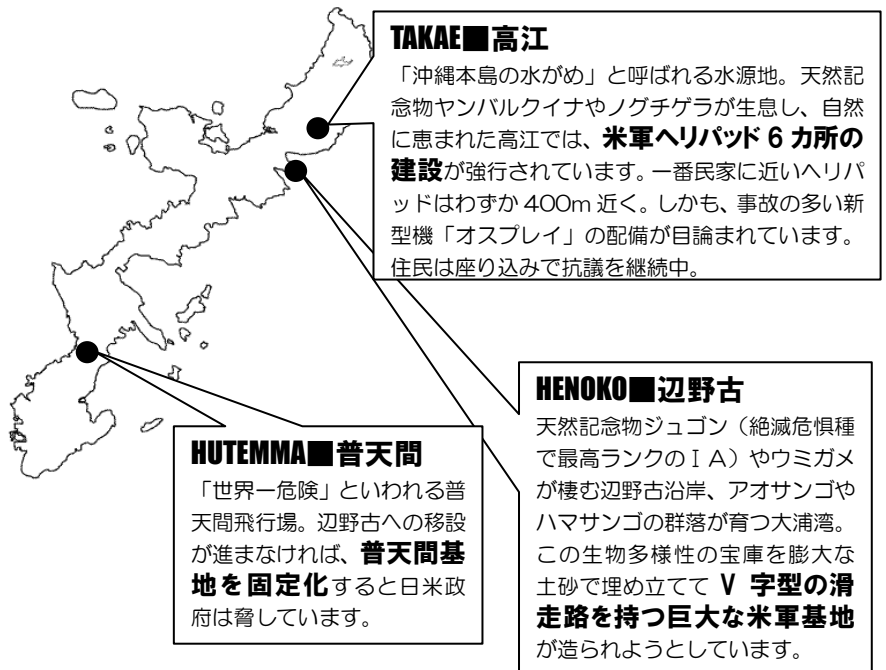 TAKAE■高江
「沖縄本島の水がめ」と呼ばれる水源地。天然記
念物ヤンバルクイナやノグチゲラが生息し、自然
に恵まれた高江では、米軍ヘリパッド 6 カ所の
建設が強行されています。一番民家に近いヘリパ
ッドはわずか 400m 近く。しかも、事故の多い新
型機「オスプレイ」の配備が目論まれています。
住民は座り込みで抗議を継続中。
HENOKO■辺野古
天然記念物ジュゴン（絶滅危惧種
で最高ランクのⅠA）やウミガメ
が棲む辺野古沿岸、アオサンゴや
ハマサンゴの群落が育つ大浦湾。
この生物多様性の宝庫を膨大な
土砂で埋め立てて V 字型の滑
走路を持つ巨大な米軍基地
が造られようとしています。
HUTEMMA■普天間
「世界一危険」といわれる普
天間飛行場。辺野古への移設
が進まなければ、普天間基
地を固定化すると日米政
府は脅しています。